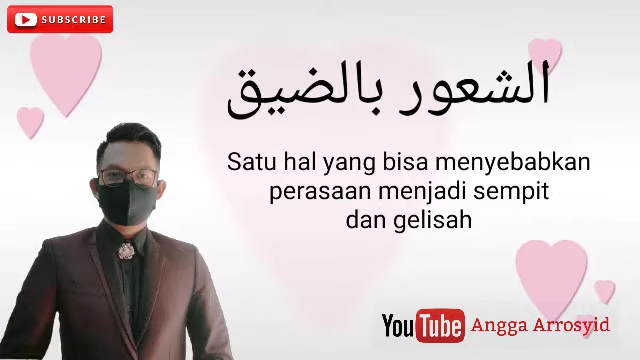 SUBSCRIBE
الشعور بالضيق
Satu hal yang bisa menyebabkan
perasaan menjadi sempit
dan gelisah
YouTube Angga Arrosyid